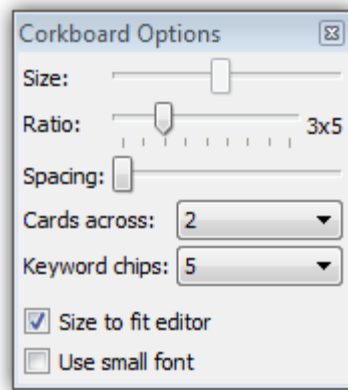 Corkboard Options
Size:
Ratio: 3x5
Spacing:
Cards across: 2
Keyword chips: 5
Size to fit editor
Use small font